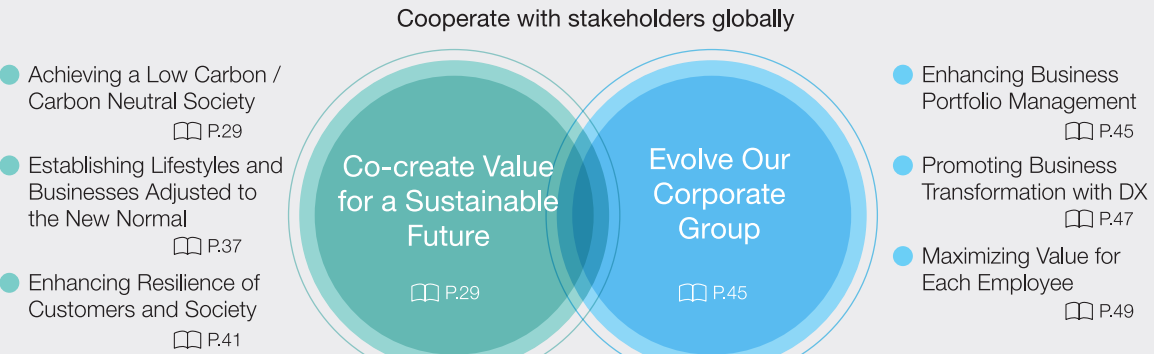 Cooperate with stakeholders globally
Achieving a Low Carbon /
Carbon Neutral Society
P.29
Establishing Lifestyles and
Businesses Adjusted to
the New Normal
P.37
Enhancing Resilience of
Customers and Society
P.41
Co-create Value
for a Sustainable
Future
P.29
Evolve Our
Corporate
Group
P.45
Enhancing Business
Portfolio Management
P.45
Promoting Business
Transformation with DX
P.47
Maximizing Value for
Each Employee
P.49